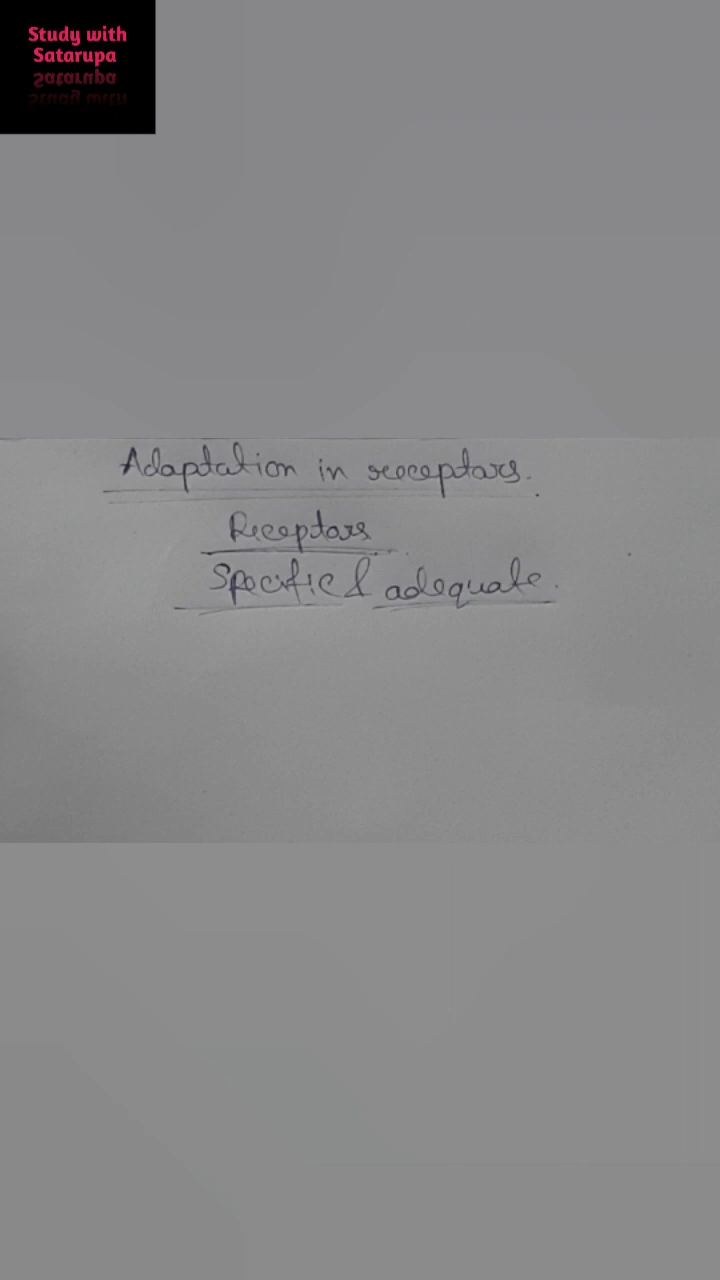 Study with
Satarupa
Adaptation in receptors.
Receptors
Specific & adequate.